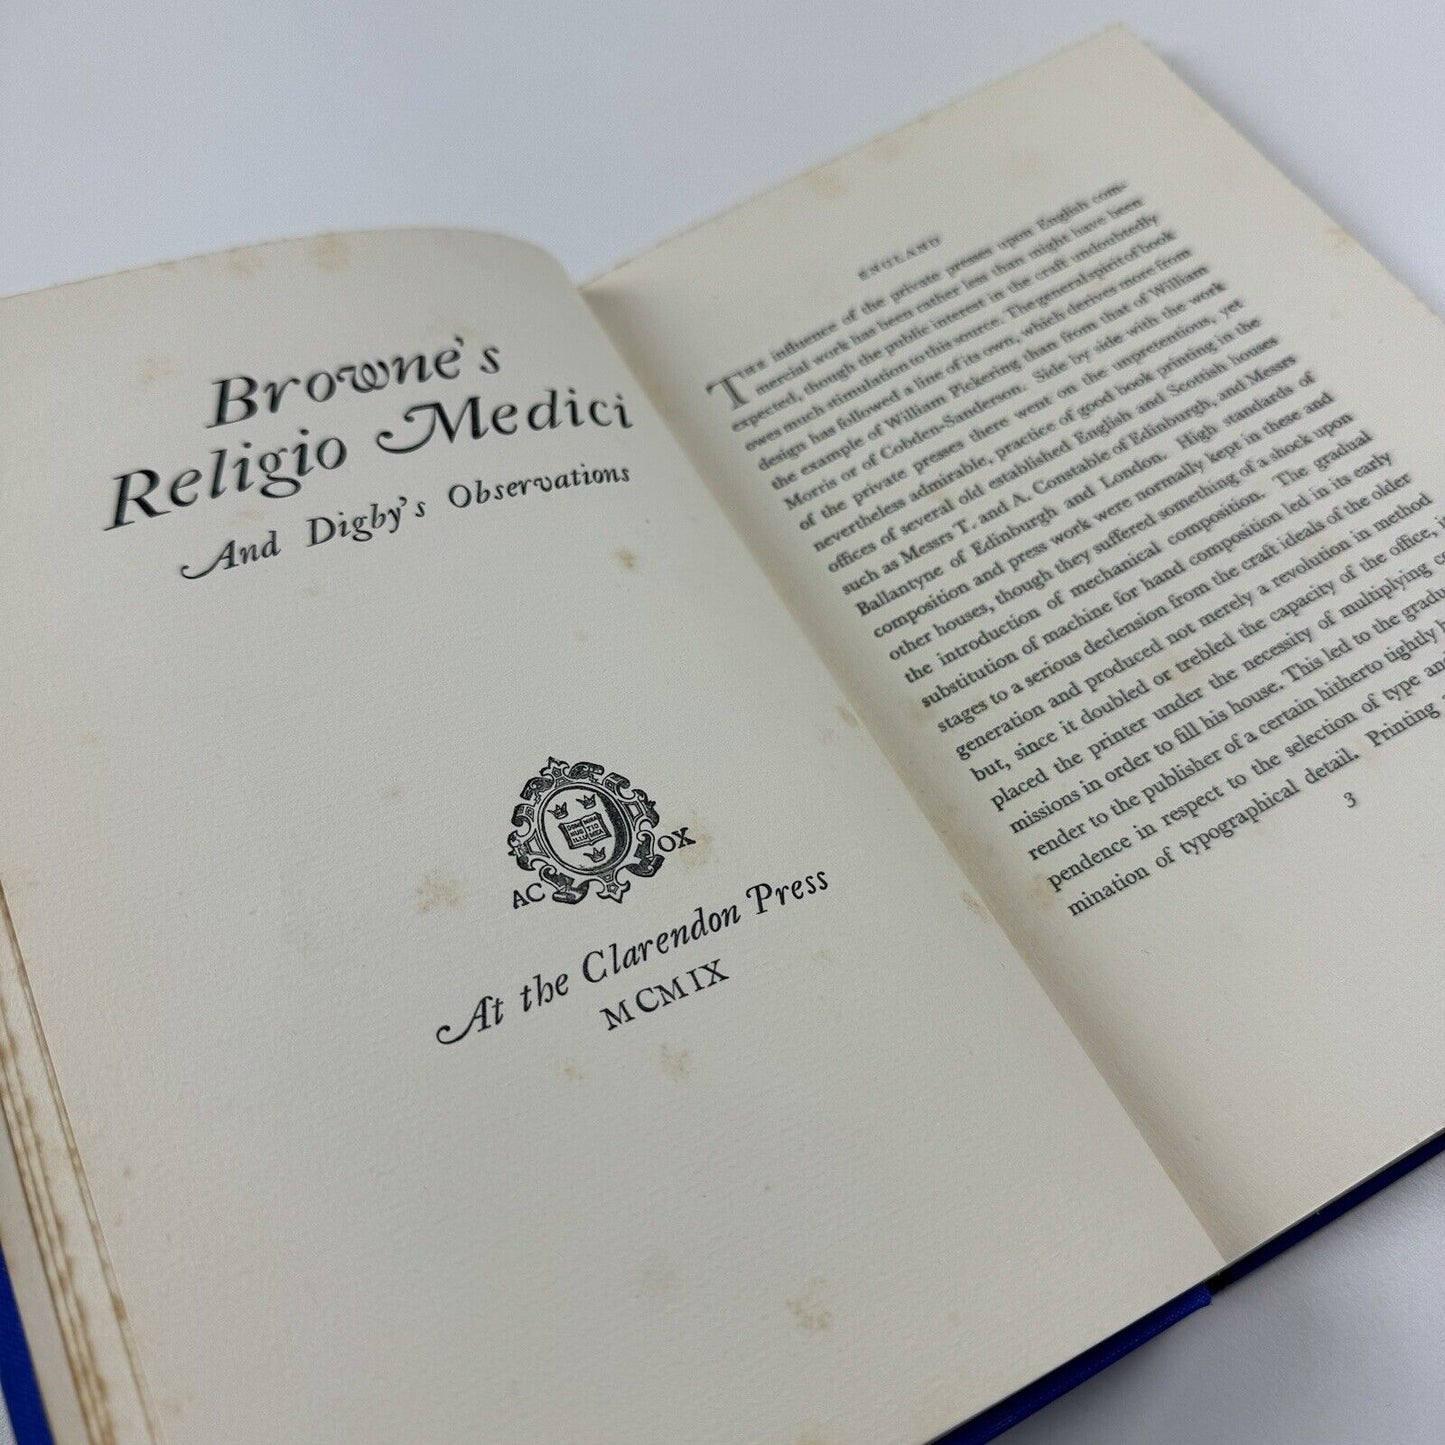 Browne's
Religio Medici
And Digby's Observations
DOMI MINA
NUS TIO
ILLU MEA
AC OX
At the Clarendon Press
MCMIX
ENGLAND
THE influence of the private presses upon English com-
mercial work has been rather less than might have been
expected, though the public interest in the craft undoubtedly
owes much stimulation to this source. The general spirit of book
design has followed a line of its own, which derives more from
the example of William Pickering than from that of William
Morris or of Cobden-Sanderson. Side by side with the work
of the private presses there went on the unpretentious, yet
nevertheless admirable, practice of good book printing in the
offices of several old established English and Scottish houses
such as Messrs T. and A. Constable of Edinburgh, and Messrs
Ballantyne of Edinburgh and London. High standards of
composition and press work were normally kept in these and
other houses, though they suffered something of a shock upon
the introduction of mechanical composition. The gradual
substitution of machine for hand composition led in its early
stages to a serious declension from the craft ideals of the older
generation and produced not merely a revolution in method
but, since it doubled or trebled the capacity of the office, i
placed the printer under the necessity of multiplying co
missions in order to fill his house. This led to the gradu
render to the publisher of a certain hitherto tightly h
pendence in respect to the selection of type and
mination of typographical detail. Printing
3